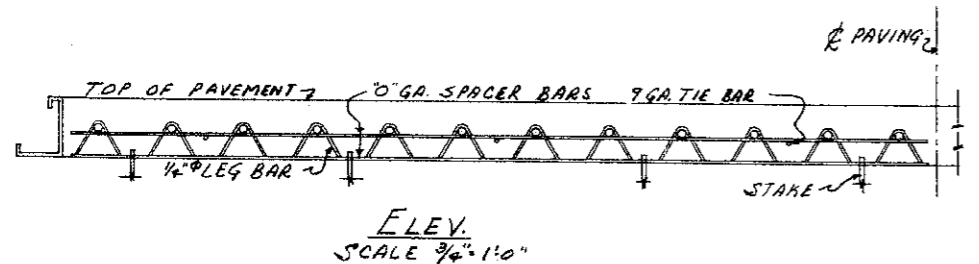 ℄ PAVING
TOP OF PAVEMENT
"O" GA. SPACER BARS
9 GA. TIE BAR
1/4" Φ LEG BAR
STAKE
ELEV.
SCALE 3/4" = 1'0"